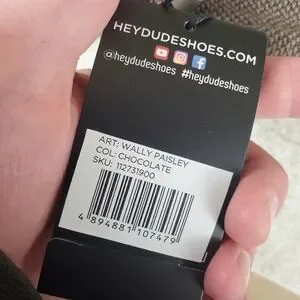 HEYDUDESHOES.COM
@heydudeshoes #heydudeshoes
ART: WALLY PAISLEY
COL: CHOCOLATE
SKU: 112731900
4 894881 107479